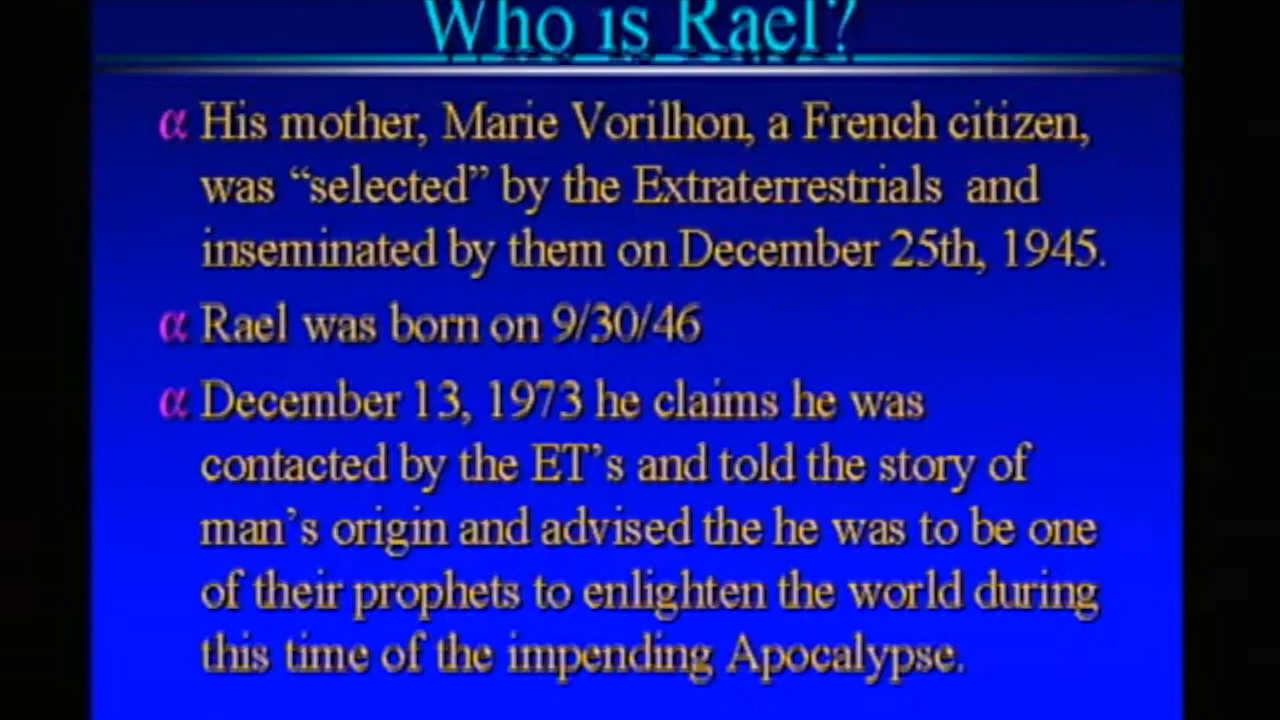 Who is Rael?
α His mother, Marie Vorilhon, a French citizen,
was “selected” by the Extraterrestrials and
inseminated by them on December 25th, 1945.
α Rael was born on 9/30/46
α December 13, 1973 he claims he was
contacted by the ET’s and told the story of
man’s origin and advised the he was to be one
of their prophets to enlighten the world during
this time of the impending Apocalypse.